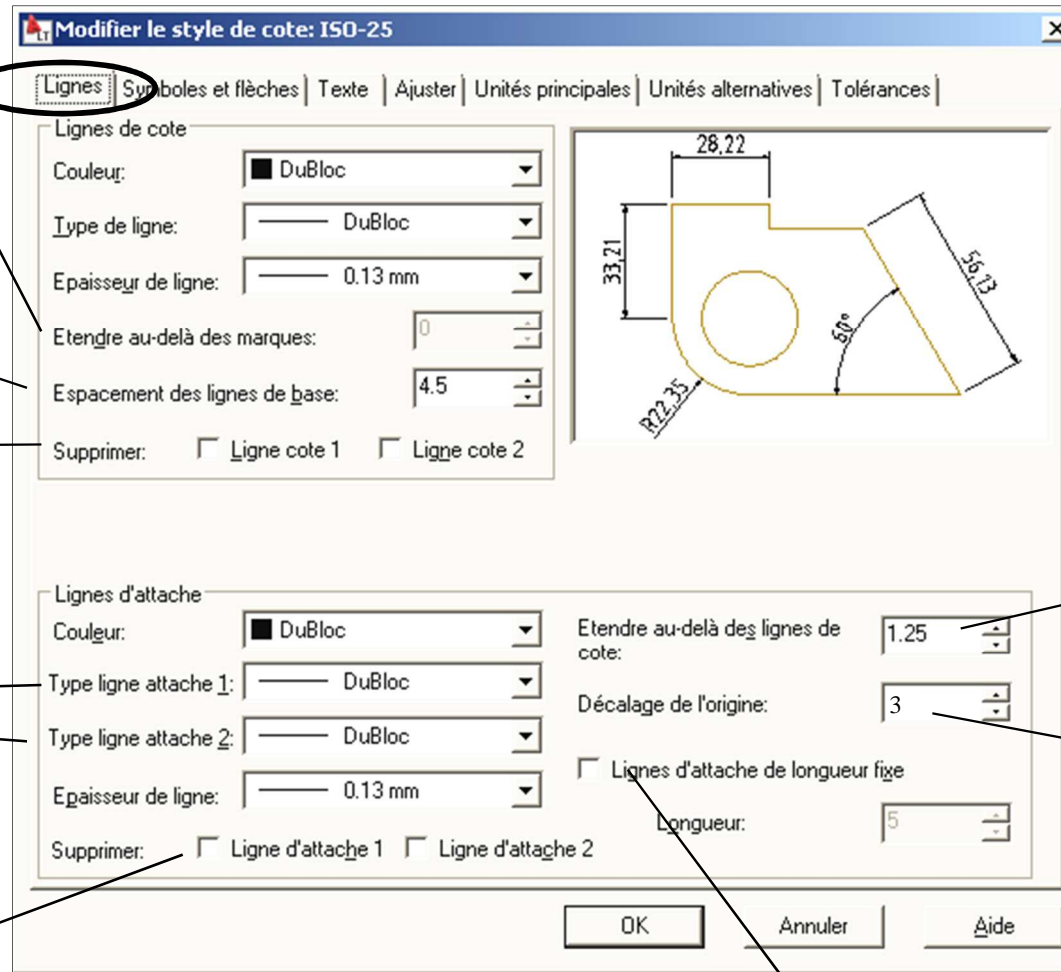 LT Modifier le style de cote: ISO-25
Lignes Symboles et flèches Texte Ajuster Unités principales Unités alternatives Tolérances
Lignes de cote
Couleur: DuBloc
Type de ligne: DuBloc
Epaisseur de ligne: 0.13 mm
Etendre au-delà des marques: 0
Espacement des lignes de base: 4.5
Supprimer: Ligne cote 1 Ligne cote 2
28,22
33,21
56,13
60°
R22,35
Lignes d'attache
Couleur: DuBloc
Type ligne attache 1: DuBloc
Type ligne attache 2: DuBloc
Epaisseur de ligne: 0.13 mm
Supprimer: Ligne d'attache 1 Ligne d'attache 2
Etendre au-delà des lignes de
cote: 1.25
Décalage de l'origine: 3
Lignes d'attache de longueur fixe
Longueur: 5
OK Annuler Aide